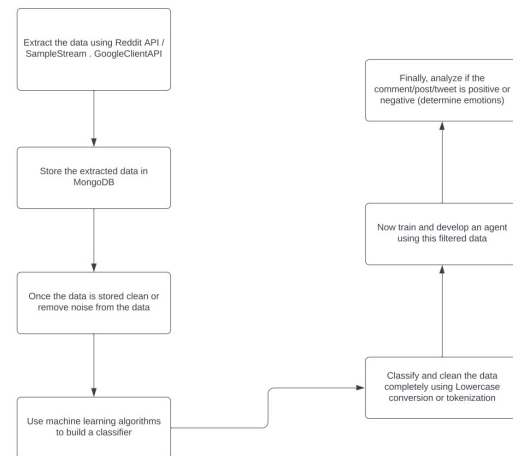 Extract the data using Reddit API /
SampleStream . GoogleClientAPI
Store the extracted data in
MongoDB
Once the data is stored clean or
remove noise from the data
Use machine learning algorithms
to build a classifier
Classify and clean the data
completely using Lowercase
conversion or tokenization
Now train and develop an agent
using this filtered data
Finally, analyze if the
comment/post/tweet is positive or
negative (determine emotions)